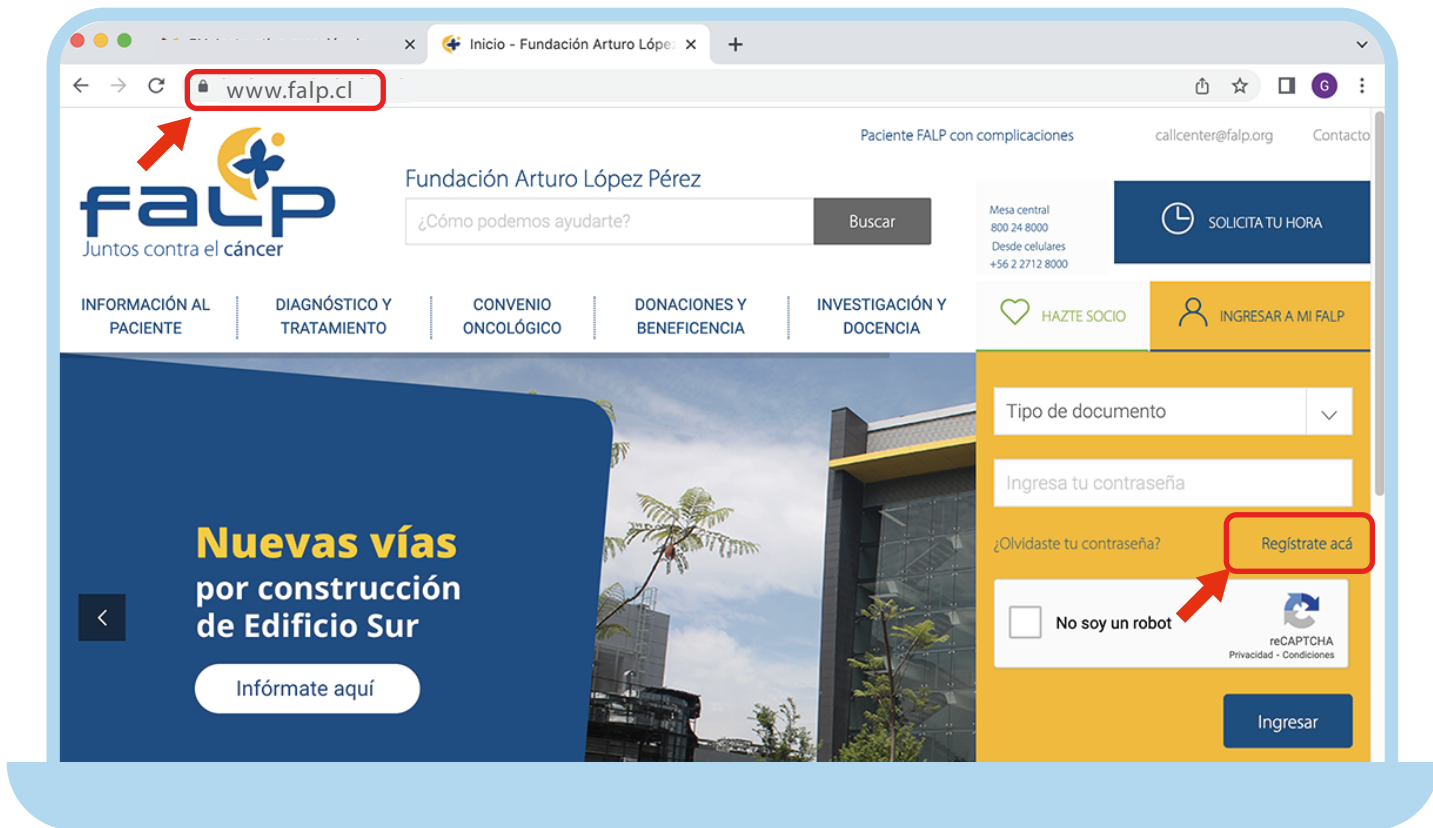 Inicio - Fundación Arturo Lópe
www.falp.cl
G
Paciente FALP con complicaciones
callcenter@falp.org
Contacto
falp
Juntos contra el cáncer
Fundación Arturo López Pérez
¿Cómo podemos ayudarte?
Buscar
Mesa central
800 24 8000
Desde celulares
+56 2 2712 8000
SOLICITA TU HORA
INFORMACIÓN AL
PACIENTE
DIAGNÓSTICO Y
TRATAMIENTO
CONVENIO
ONCOLÓGICO
DONACIONES Y
BENEFICENCIA
INVESTIGACIÓN Y
DOCENCIA
HAZTE SOCIO
INGRESAR A MI FALP
Nuevas vías
por construcción
de Edificio Sur
Infórmate aquí
Tipo de documento
Ingresa tu contraseña
¿Olvidaste tu contraseña?
Regístrate acá
No soy un robot
reCAPTCHA
Privacidad - Condiciones
Ingresar